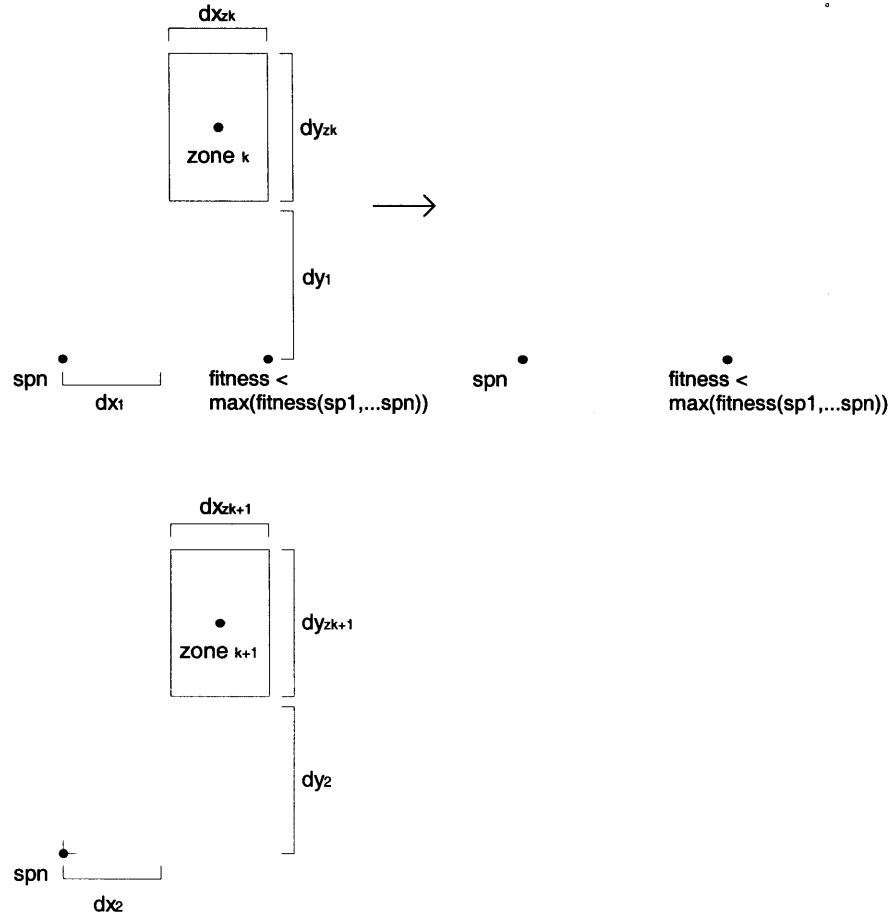 dxzk
dyzk
zone k
dy1
spn
dx1
fitness <
max(fitness(sp1,...spn))
spn
fitness <
max(fitness(sp1,...spn))
dxzk+1
dyzk+1
zone k+1
dy2
spn
dx2